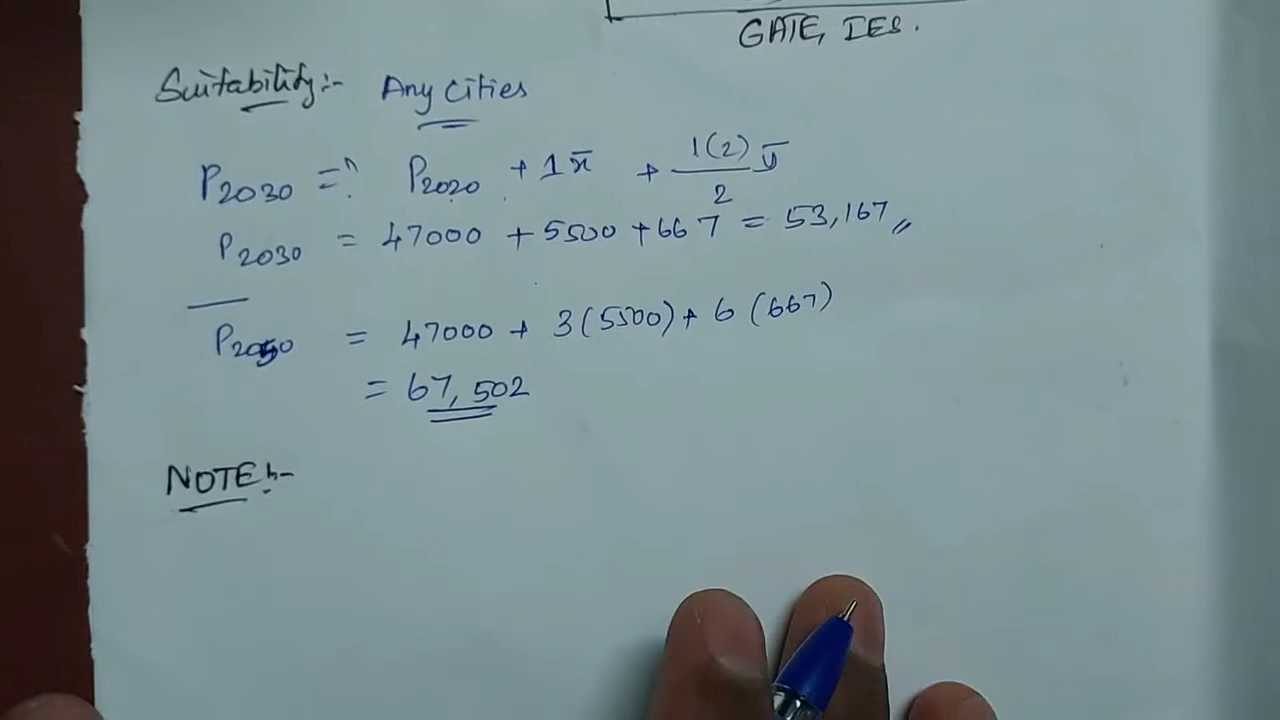 GATE, IES.
Suitability:- Any Cities
P2030 =? P2020 + 1x̄ + 1(2)/2 ȳ
P2030 = 47000 + 5500 + 667 = 53,167
P2050 = 47000 + 3(5500) + 6(667)
= 67,502
NOTE:-